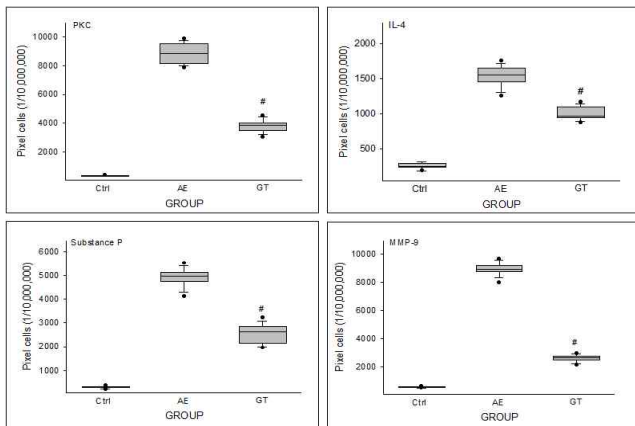 PKC
Pixel cells (1/10,000,000)
10000
8000
6000
4000
#
Ctrl AE GT
GROUP
IL-4
Pixel cells (1/10,000,000)
2000
1500
1000
500
#
Ctrl AE GT
GROUP
Substance P
Pixel cells (1/10,000,000)
6000
5000
4000
3000
2000
1000
#
Ctrl AE GT
GROUP
MMP-9
Pixel cells (1/10,000,000)
10000
8000
6000
4000
2000
#
Ctrl AE GT
GROUP